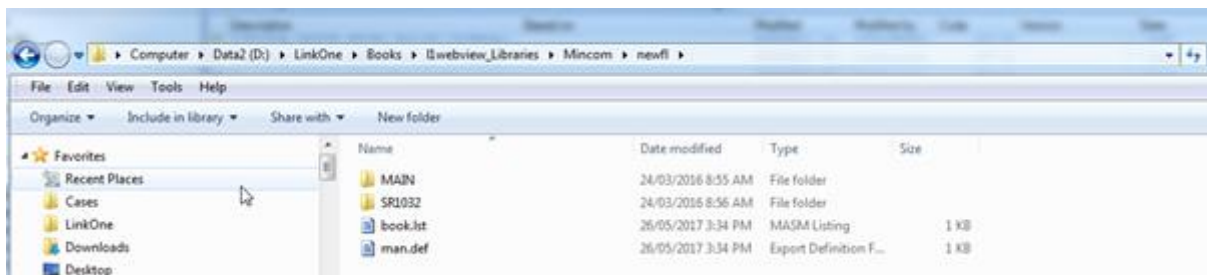 Computer ▸ Data2 (D:) ▸ LinkOne ▸ Books ▸ l1webview_Libraries ▸ Mincom ▸ newfl ▸
File Edit View Tools Help
Organize Include in library Share with New folder
Favorites
Recent Places
Cases
LinkOne
Downloads
Desktop
Name Date modified Type Size
MAIN 24/03/2016 8:55 AM File folder
SR1032 24/03/2016 8:56 AM File folder
book.lst 26/05/2017 3:34 PM MASM Listing 1 KB
man.def 26/05/2017 3:34 PM Export Definition F... 1 KB